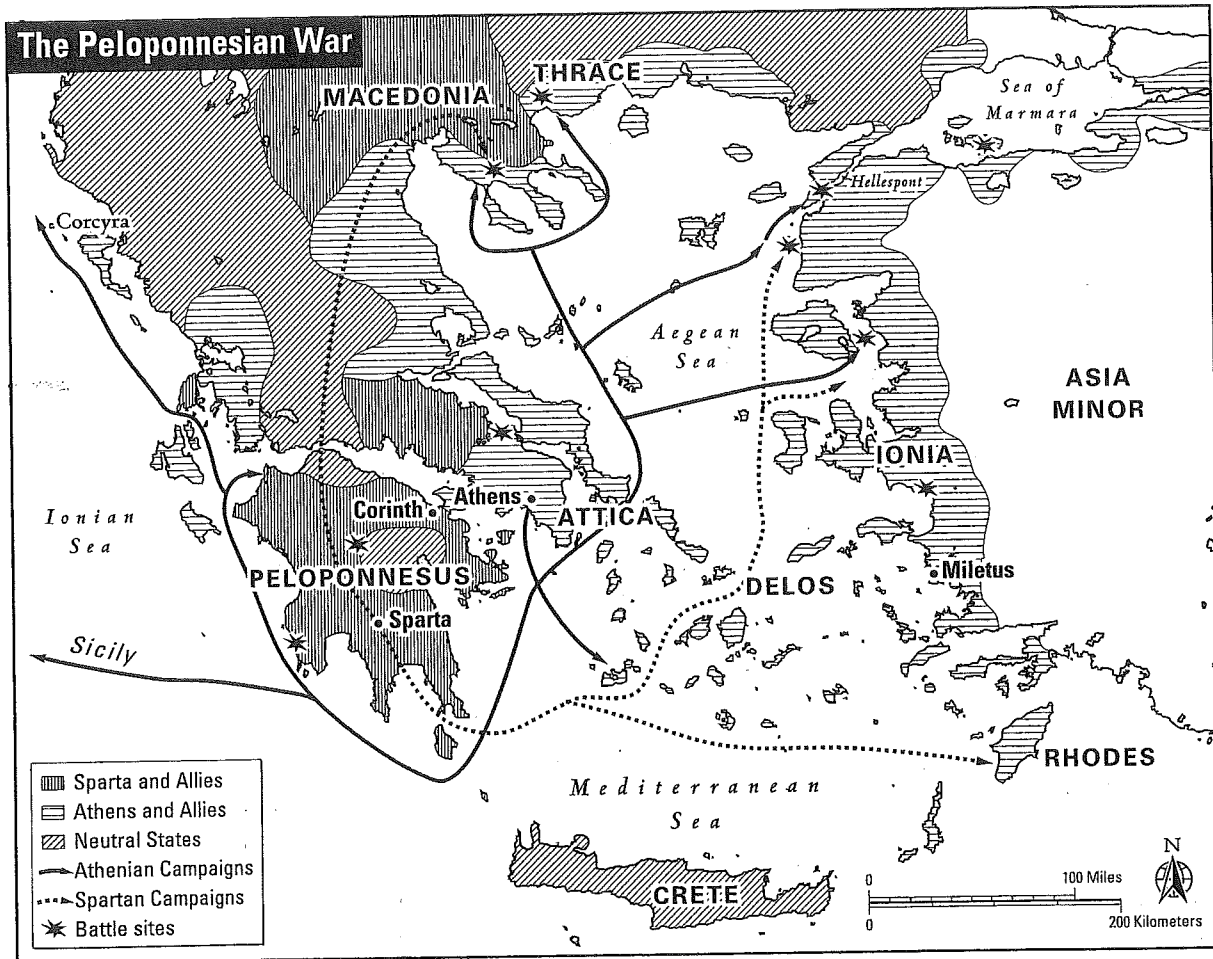 The Peloponnesian War
THRACE
MACEDONIA
Sea of
Marmara
Hellespont
Corcyra
Aegean
Sea
ASIA
MINOR
IONIA
Ionian
Sea
Corinth
Athens
ATTICA
PELOPONNESUS
DELOS
Miletus
Sparta
Sicily
RHODES
Mediterranean
Sea
CRETE
Sparta and Allies
Athens and Allies
Neutral States
Athenian Campaigns
Spartan Campaigns
Battle sites
N
0 100 Miles
0 200 Kilometers